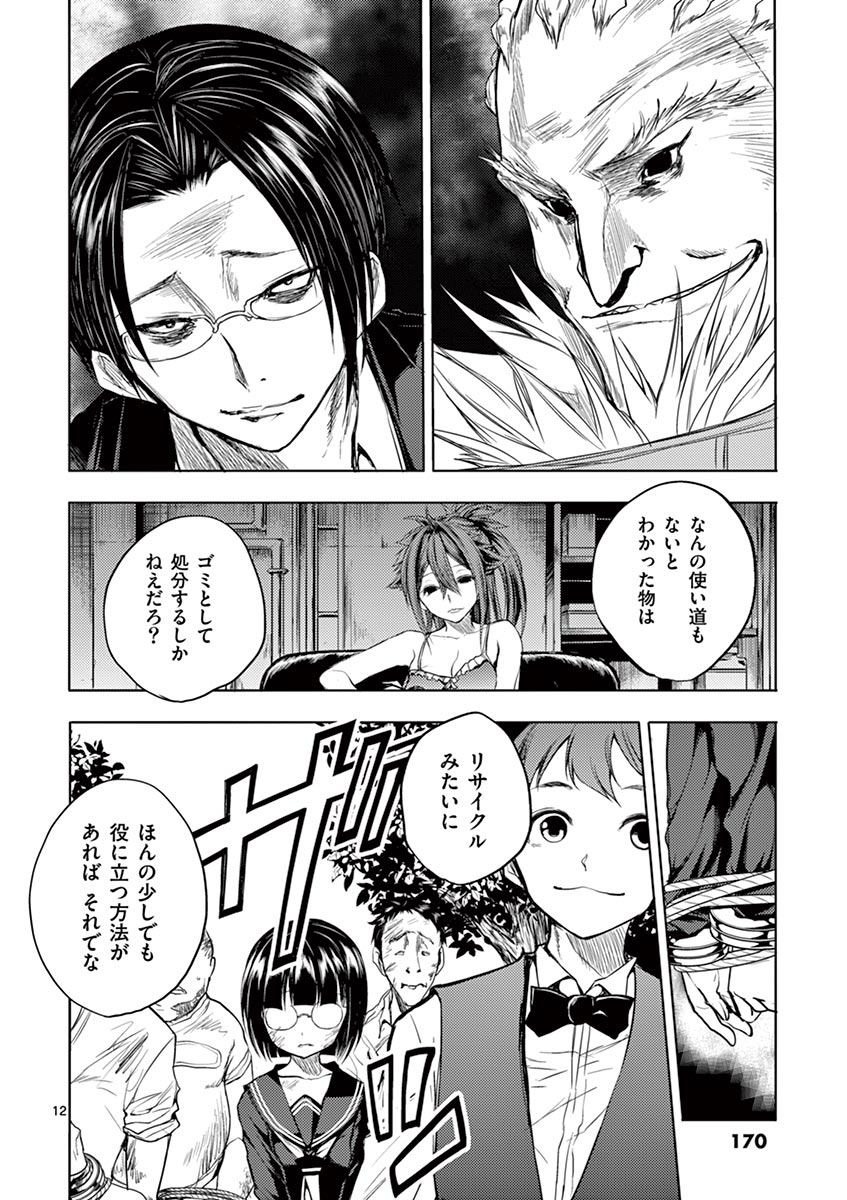 なんの使い道も
ないと
わかった物は
ゴミとして
処分するしか
ねえだろ?
リサイクル
みたいに
ほんの少しでも
役に立つ方法が
あれば それでな
12
170